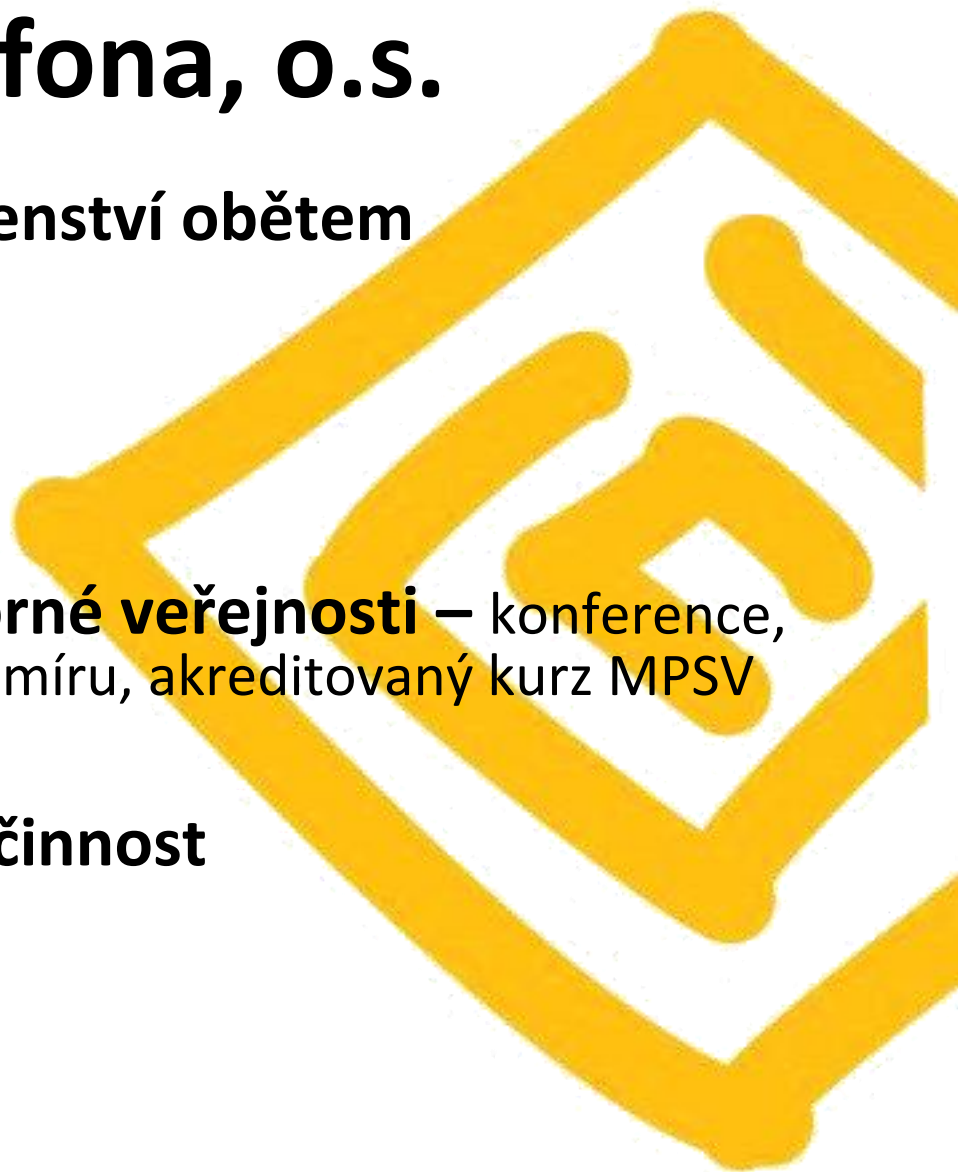 fona, o.s.
enství obětem
rné veřejnosti – konference,
míru, akreditovaný kurz MPSV
činnost